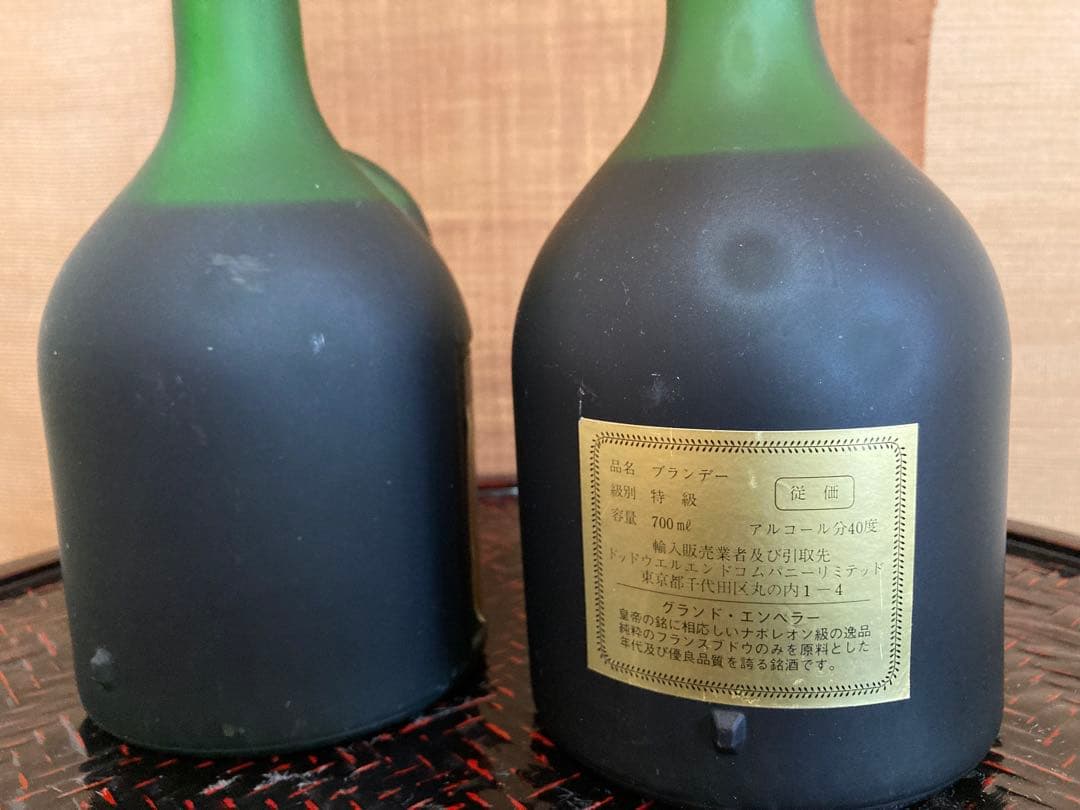 品名 ブランデー
級別 特級
従価
容量 700mℓ アルコール分40度
輸入販売業者及び引取先
ドッドウエルエンドコムパニーリミテッド
東京都千代田区丸の内1-4
グランド・エンペラー
皇帝の銘に相応しいナポレオン級の逸品
純粋のフランスブドウのみを原料とした
年代及び優良品質を誇る銘酒です。